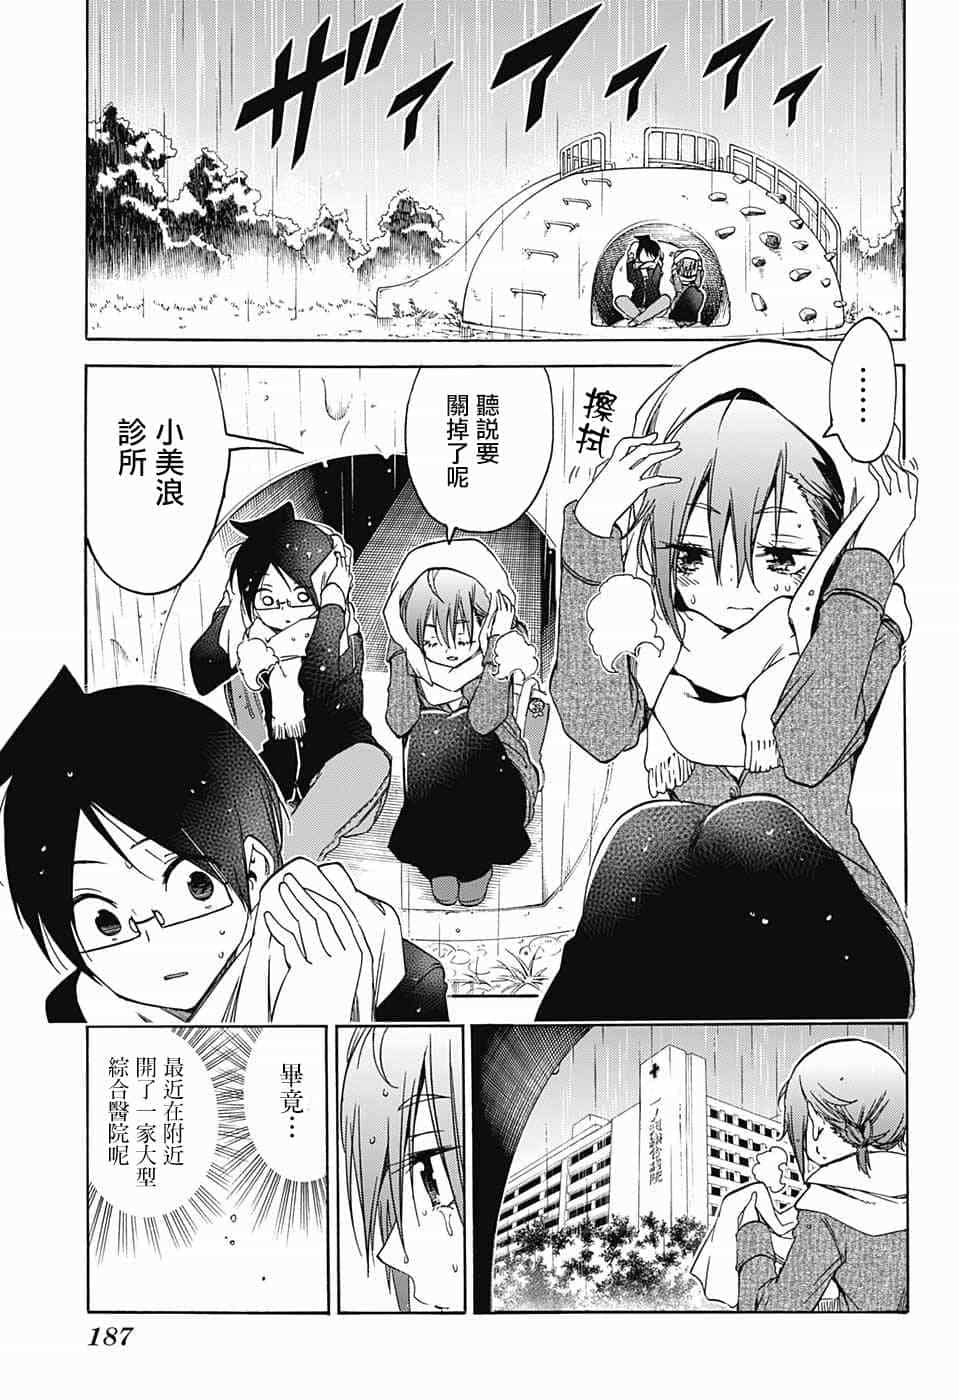 ザァアァァァ
……
擦拭
聽說要
關掉了呢
小美浪
診所
畢竟…
最近在附近
開了一家大型
綜合醫院呢
187